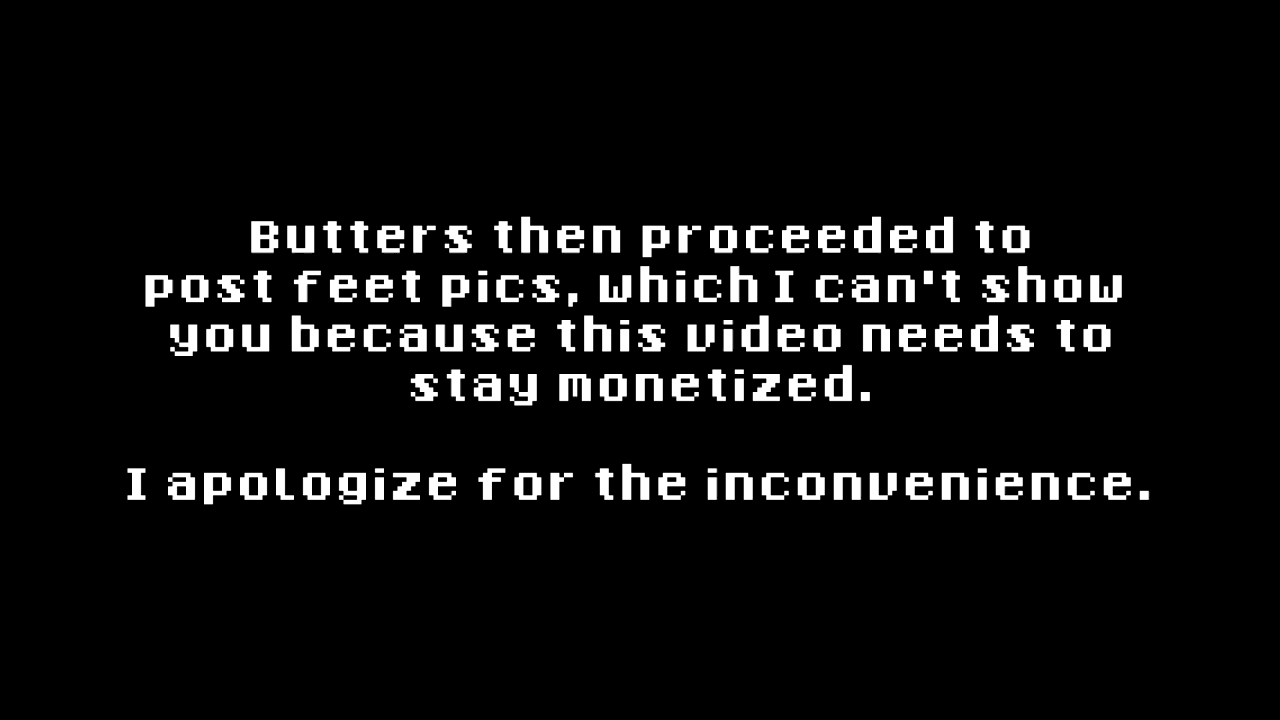 Butters then proceeded to
post feet pics, which I can't show
you because this video needs to
stay monetized.
I apologize for the inconvenience.